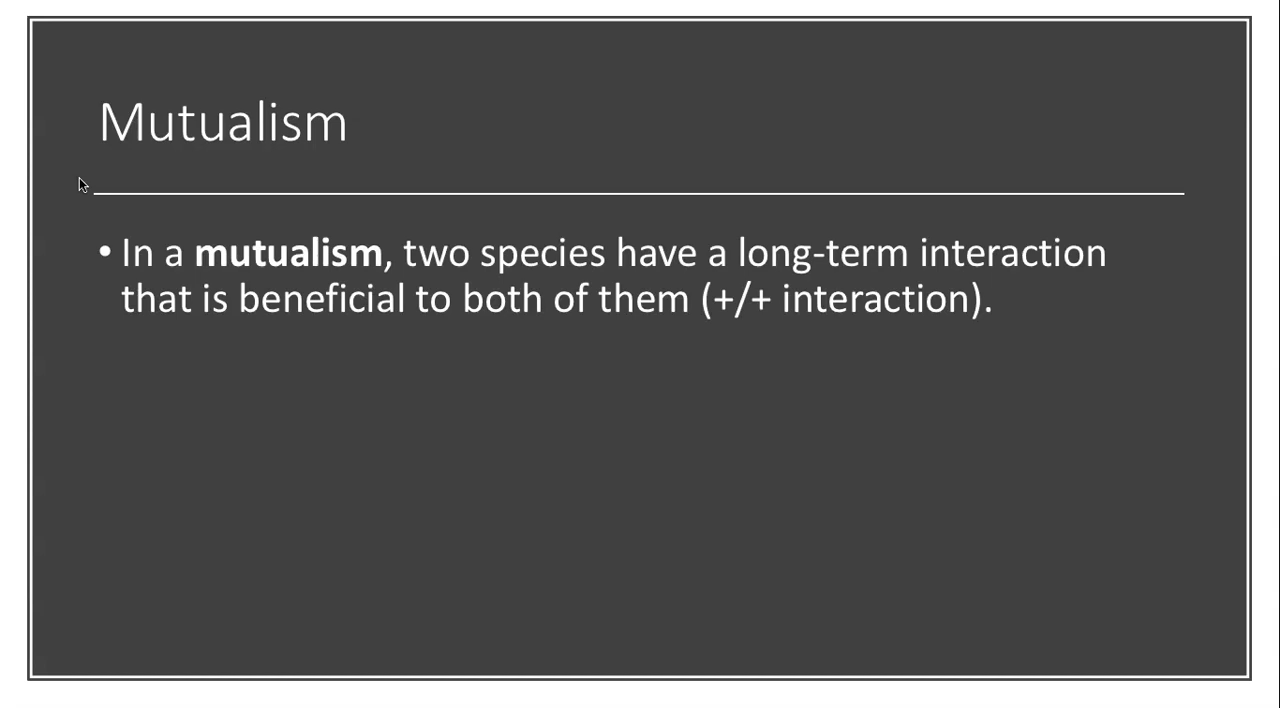 Mutualism
• In a mutualism, two species have a long-term interaction
that is beneficial to both of them (+/+ interaction).